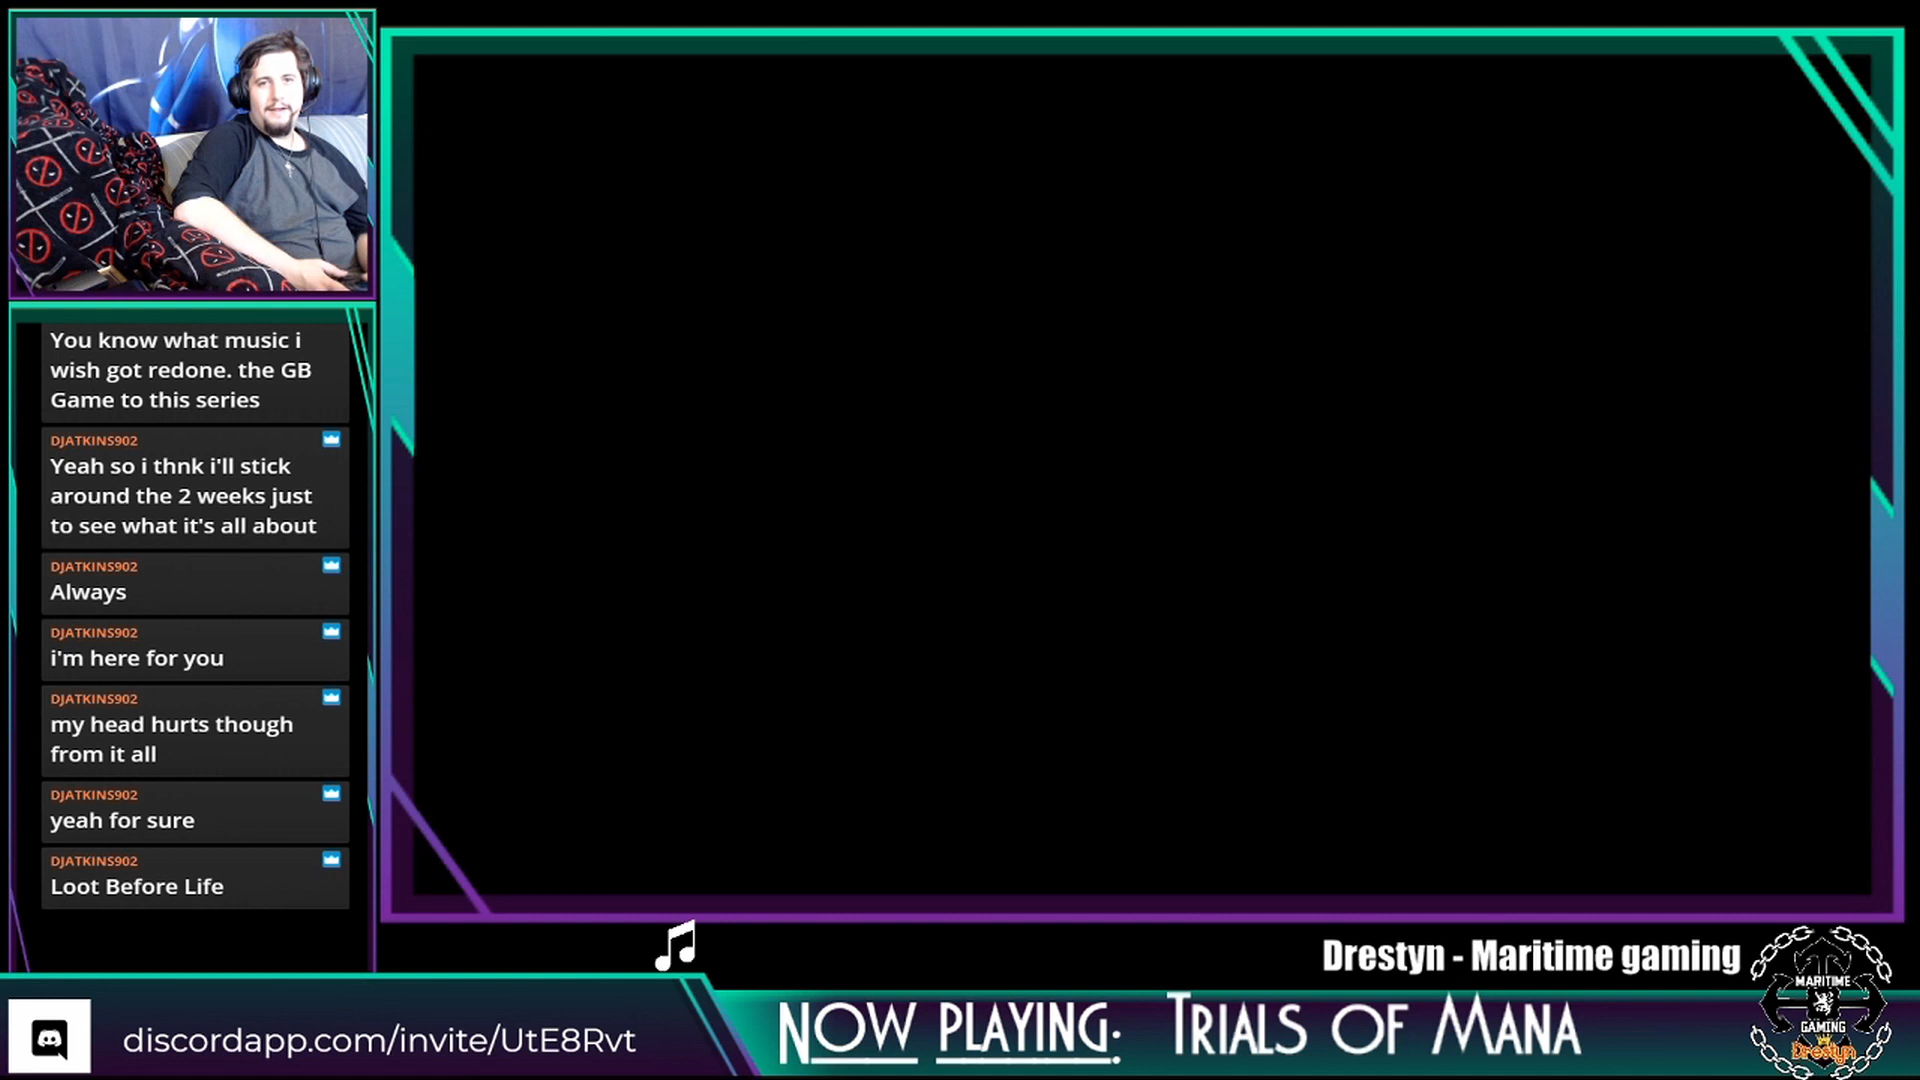 You know what music i
wish got redone. the GB
Game to this series
DJATKINS902
Yeah so i thnk i'll stick
around the 2 weeks just
to see what it's all about
DJATKINS902
Always
DJATKINS902
i'm here for you
DJATKINS902
my head hurts though
from it all
DJATKINS902
yeah for sure
DJATKINS902
Loot Before Life
Drestyn - Maritime gaming
MARITIME
GAMING
Drestyn
discordapp.com/invite/UtE8Rvt
NOW PLAYING: TRIALS OF MANA